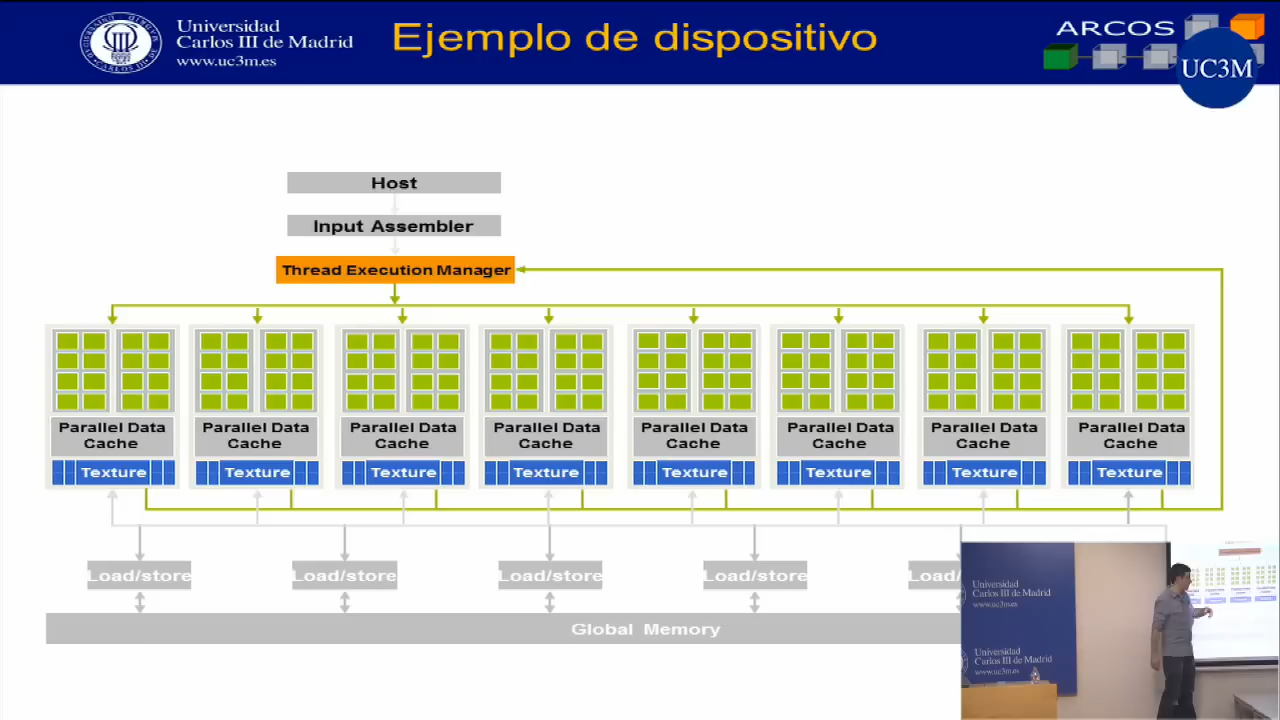 Universidad
Carlos III de Madrid
www.uc3m.es
Ejemplo de dispositivo
ARCOS
UC3M
Host
Input Assembler
Thread Execution Manager
Parallel Data
Cache
Parallel Data
Cache
Parallel Data
Cache
Parallel Data
Cache
Parallel Data
Cache
Parallel Data
Cache
Parallel Data
Cache
Parallel Data
Cache
Texture
Texture
Texture
Texture
Texture
Texture
Texture
Texture
Load/store
Load/store
Load/store
Load/store
Load/
Global Memory
Universidad
Carlos III de Madrid
www.uc3m.es
Universidad
Carlos III de Madrid
www.uc3m.es